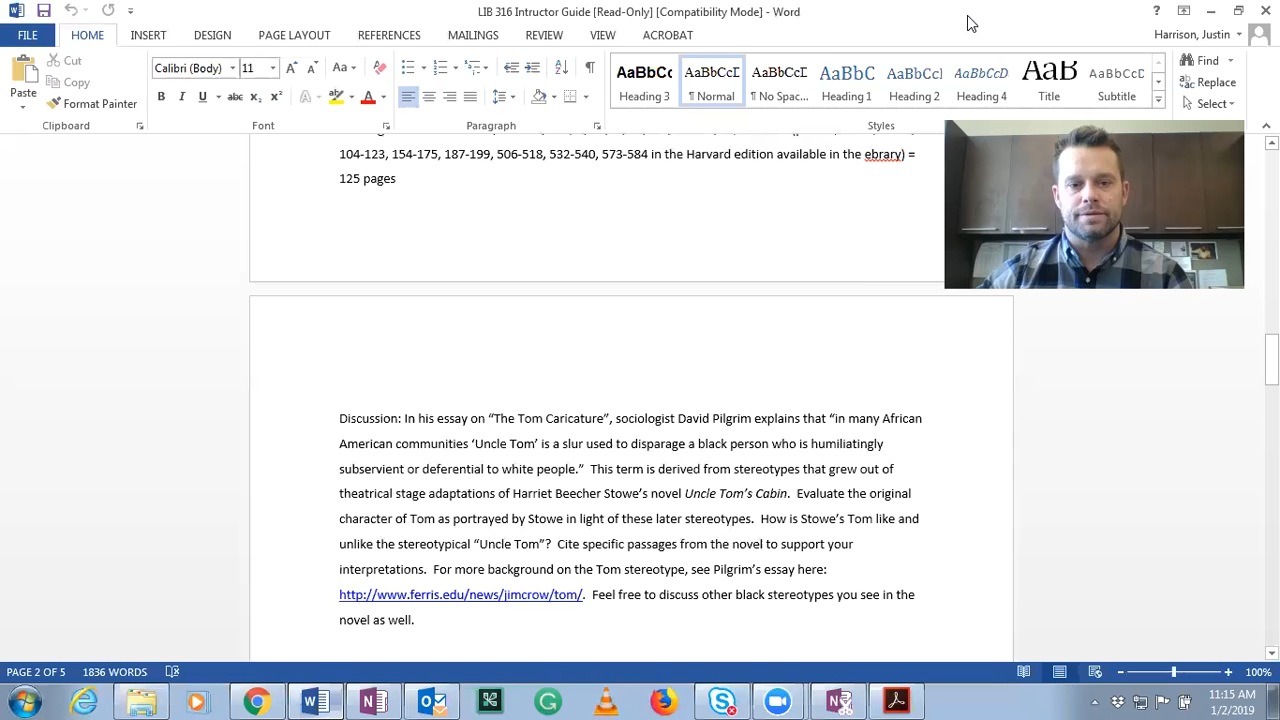 LIB 316 Intructor Guide [Read-Only] [Compatibility Mode] - Word
FILE HOME INSERT DESIGN PAGE LAYOUT REFERENCES MAILINGS REVIEW VIEW ACROBAT
Harrison, Justin
Paste
Cut
Copy
Format Painter
Clipboard
Calibri (Body) 11
Font
Paragraph
AaBbCc AaBbCcD AaBbCcD AaBbC AaBbCcI AaBbCcD AaB AaBbCcD
Heading 3 ¶ Normal ¶ No Spac... Heading 1 Heading 2 Heading 4 Title Subtitle
Styles
Find
Replace
Select
104-123, 154-175, 187-199, 506-518, 532-540, 573-584 in the Harvard edition available in the ebrary) =
125 pages
Discussion: In his essay on “The Tom Caricature”, sociologist David Pilgrim explains that “in many African
American communities ‘Uncle Tom’ is a slur used to disparage a black person who is humiliatingly
subservient or deferential to white people.” This term is derived from stereotypes that grew out of
theatrical stage adaptations of Harriet Beecher Stowe’s novel Uncle Tom’s Cabin. Evaluate the original
character of Tom as portrayed by Stowe in light of these later stereotypes. How is Stowe’s Tom like and
unlike the stereotypical “Uncle Tom”? Cite specific passages from the novel to support your
interpretations. For more background on the Tom stereotype, see Pilgrim’s essay here:
http://www.ferris.edu/news/jimcrow/tom/. Feel free to discuss other black stereotypes you see in the
novel as well.
PAGE 2 OF 5 1836 WORDS
100%
11:15 AM
1/2/2019